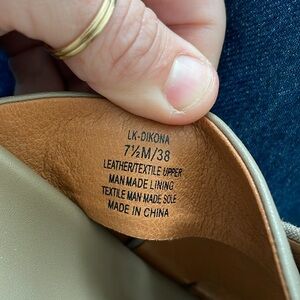 LK-DIKONA
7½M/38
LEATHER/TEXTILE UPPER
MAN MADE LINING
TEXTILE MAN MADE SOLE
MADE IN CHINA